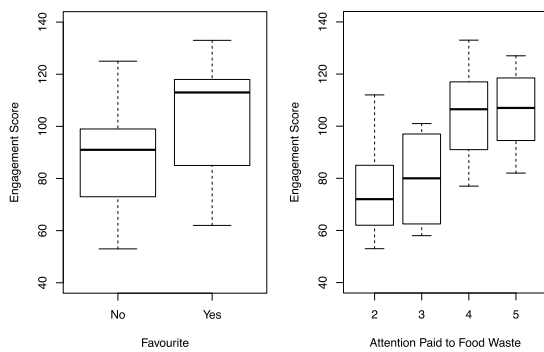 140
120
100
80
60
40
Engagement Score
No
Yes
Favourite
140
120
100
80
60
40
Engagement Score
2
3
4
5
Attention Paid to Food Waste